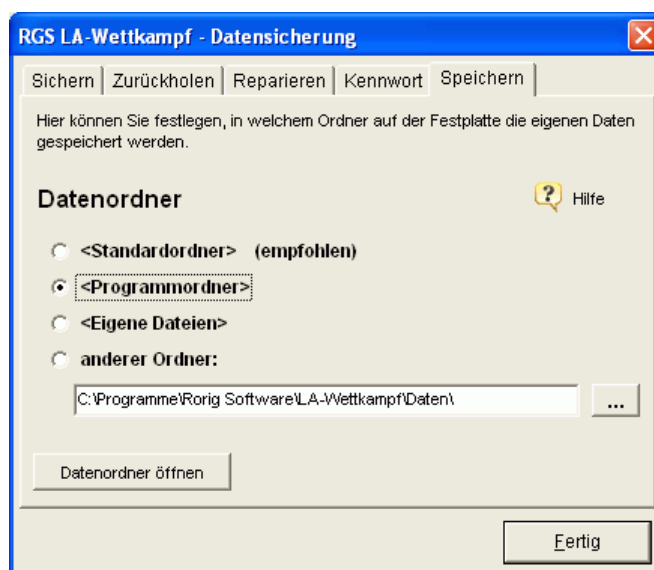 RGS LA-Wettkampf - Datensicherung
Sichern Zurückholen Reparieren Kennwort Speichern
Hier können Sie festlegen, in welchem Ordner auf der Festplatte die eigenen Daten
gespeichert werden.
Datenordner
? Hilfe
<Standardordner> (empfohlen)
<Programmordner>
<Eigene Dateien>
anderer Ordner:
C:\Programme\Rorig Software\LA-Wettkampf\Daten\
...
Datenordner öffnen
Fertig